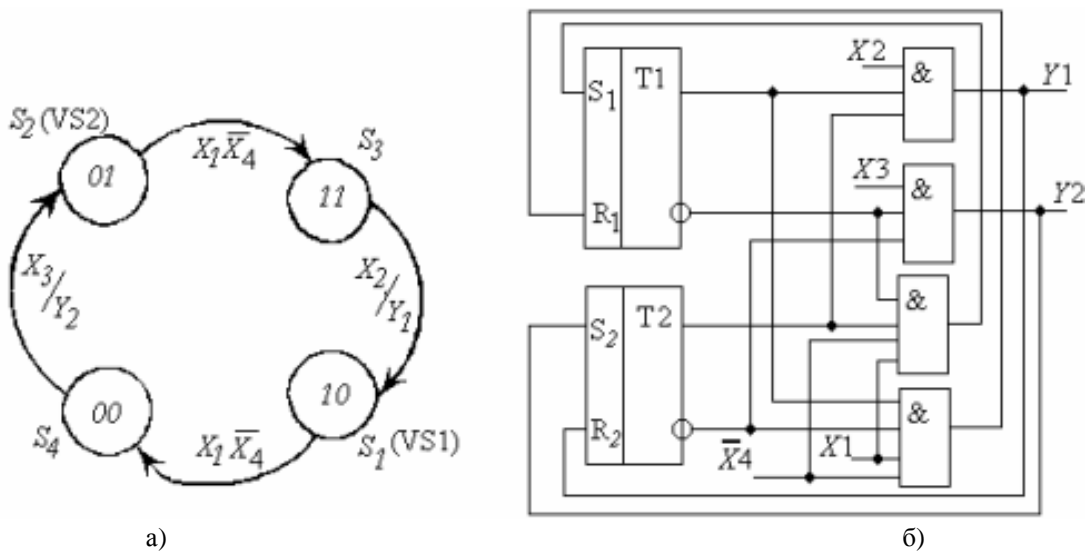 S₂(VS2)
01
X₁X̅₄
S₃
11
X₃/Y₂
X₂/Y₁
00
S₄
X₁X̅₄
10
S₁(VS1)
а)
S₁
T1
R₁
S₂
T2
R₂
X2
&
Y1
X3
&
Y2
&
&
X1
X̅4
б)